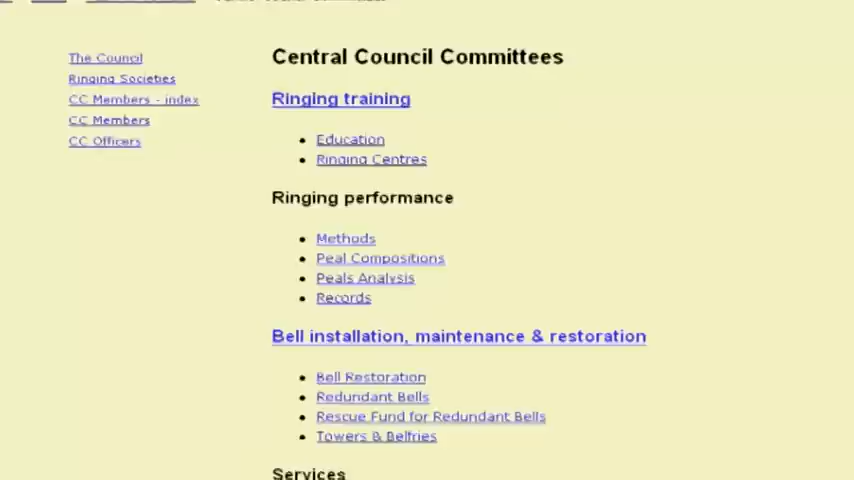 The Council
Ringing Societies
CC Members - index
CC Members
CC Officers
Central Council Committees
Ringing training
Education
Ringing Centres
Ringing performance
Methods
Peal Compositions
Peals Analysis
Records
Bell installation, maintenance & restoration
Bell Restoration
Redundant Bells
Rescue Fund for Redundant Bells
Towers & Belfries
Services